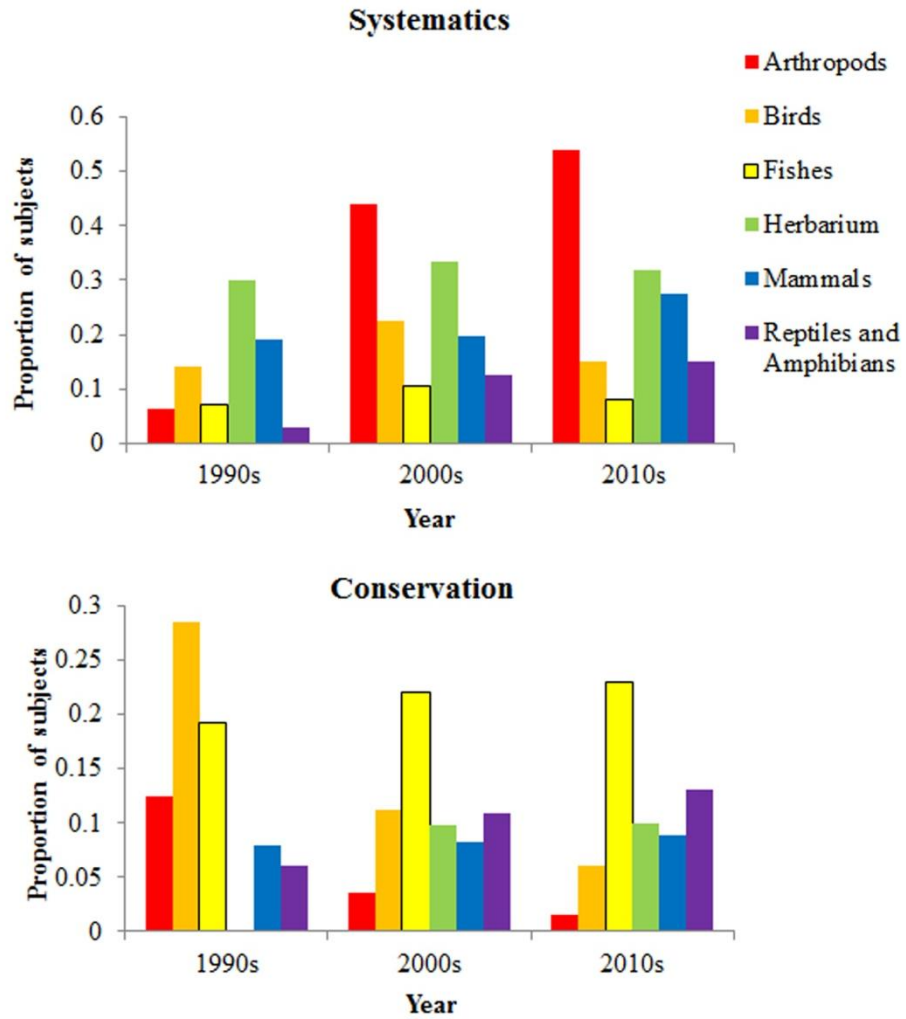 Systematics
Arthropods
Birds
Fishes
Herbarium
Mammals
Reptiles and
Amphibians
Proportion of subjects
0.6
0.5
0.4
0.3
0.2
0.1
0
1990s
2000s
2010s
Year
Conservation
Proportion of subjects
0.3
0.25
0.2
0.15
0.1
0.05
0
1990s
2000s
2010s
Year